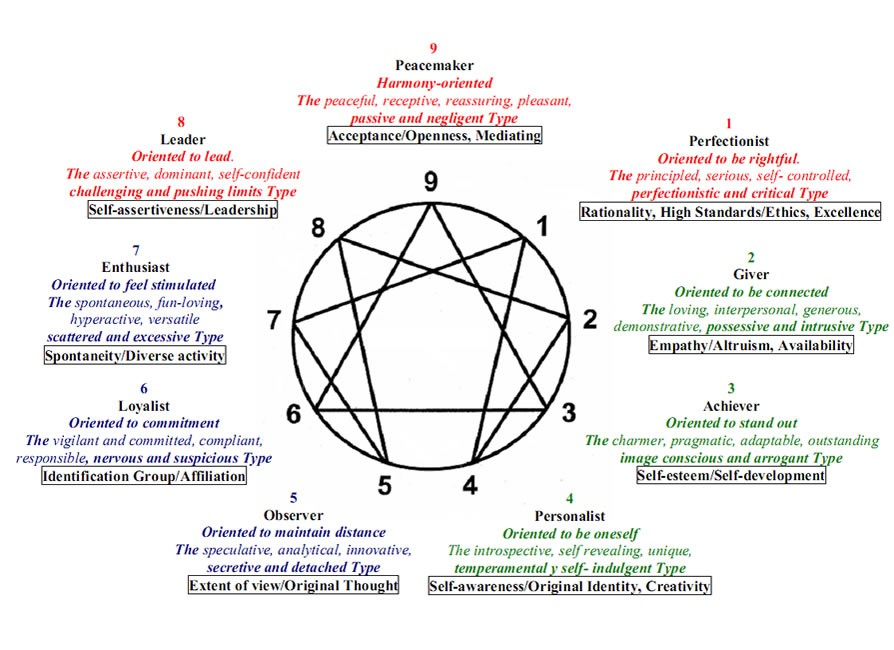 9
Peacemaker
Harmony-oriented
The peaceful, receptive, reassuring, pleasant,
passive and negligent Type
Acceptance/Openness, Mediating
8
Leader
Oriented to lead.
The assertive, dominant, self-confident
challenging and pushing limits Type
Self-assertiveness/Leadership
1
Perfectionist
Oriented to be rightful.
The principled, serious, self- controlled,
perfectionistic and critical Type
Rationality, High Standards/Ethics, Excellence
7
Enthusiast
Oriented to feel stimulated
The spontaneous, fun-loving,
hyperactive, versatile
scattered and excessive Type
Spontaneity/Diverse activity
2
Giver
Oriented to be connected
The loving, interpersonal, generous,
demonstrative, possessive and intrusive Type
Empathy/Altruism, Availability
9
8
1
7
2
6
3
5
4
6
Loyalist
Oriented to commitment
The vigilant and committed, compliant,
responsible, nervous and suspicious Type
Identification Group/Affiliation
3
Achiever
Oriented to stand out
The charmer, pragmatic, adaptable, outstanding
image conscious and arrogant Type
Self-esteem/Self-development
5
Observer
Oriented to maintain distance
The speculative, analytical, innovative,
secretive and detached Type
Extent of view/Original Thought
4
Personalist
Oriented to be oneself
The introspective, self revealing, unique,
temperamental y self- indulgent Type
Self-awareness/Original Identity, Creativity